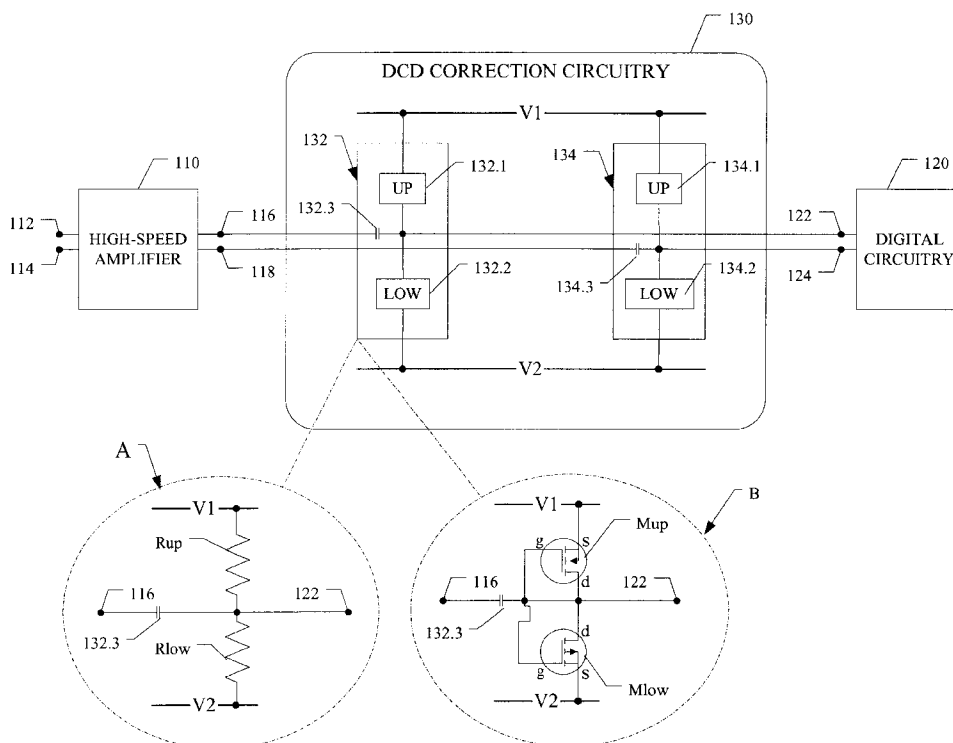 130
DCD CORRECTION CIRCUITRY
V1
110
132
132.1
134
134.1
120
UP
UP
112
116
132.3
122
HIGH-SPEED
AMPLIFIER
DIGITAL
CIRCUITRY
114
118
132.2
134.2
124
LOW
134.3
LOW
V2
A
B
V1
V1
Rup
Mup
g
s
d
116
122
116
122
132.3
132.3
d
Rlow
g
s
Mlow
V2
V2